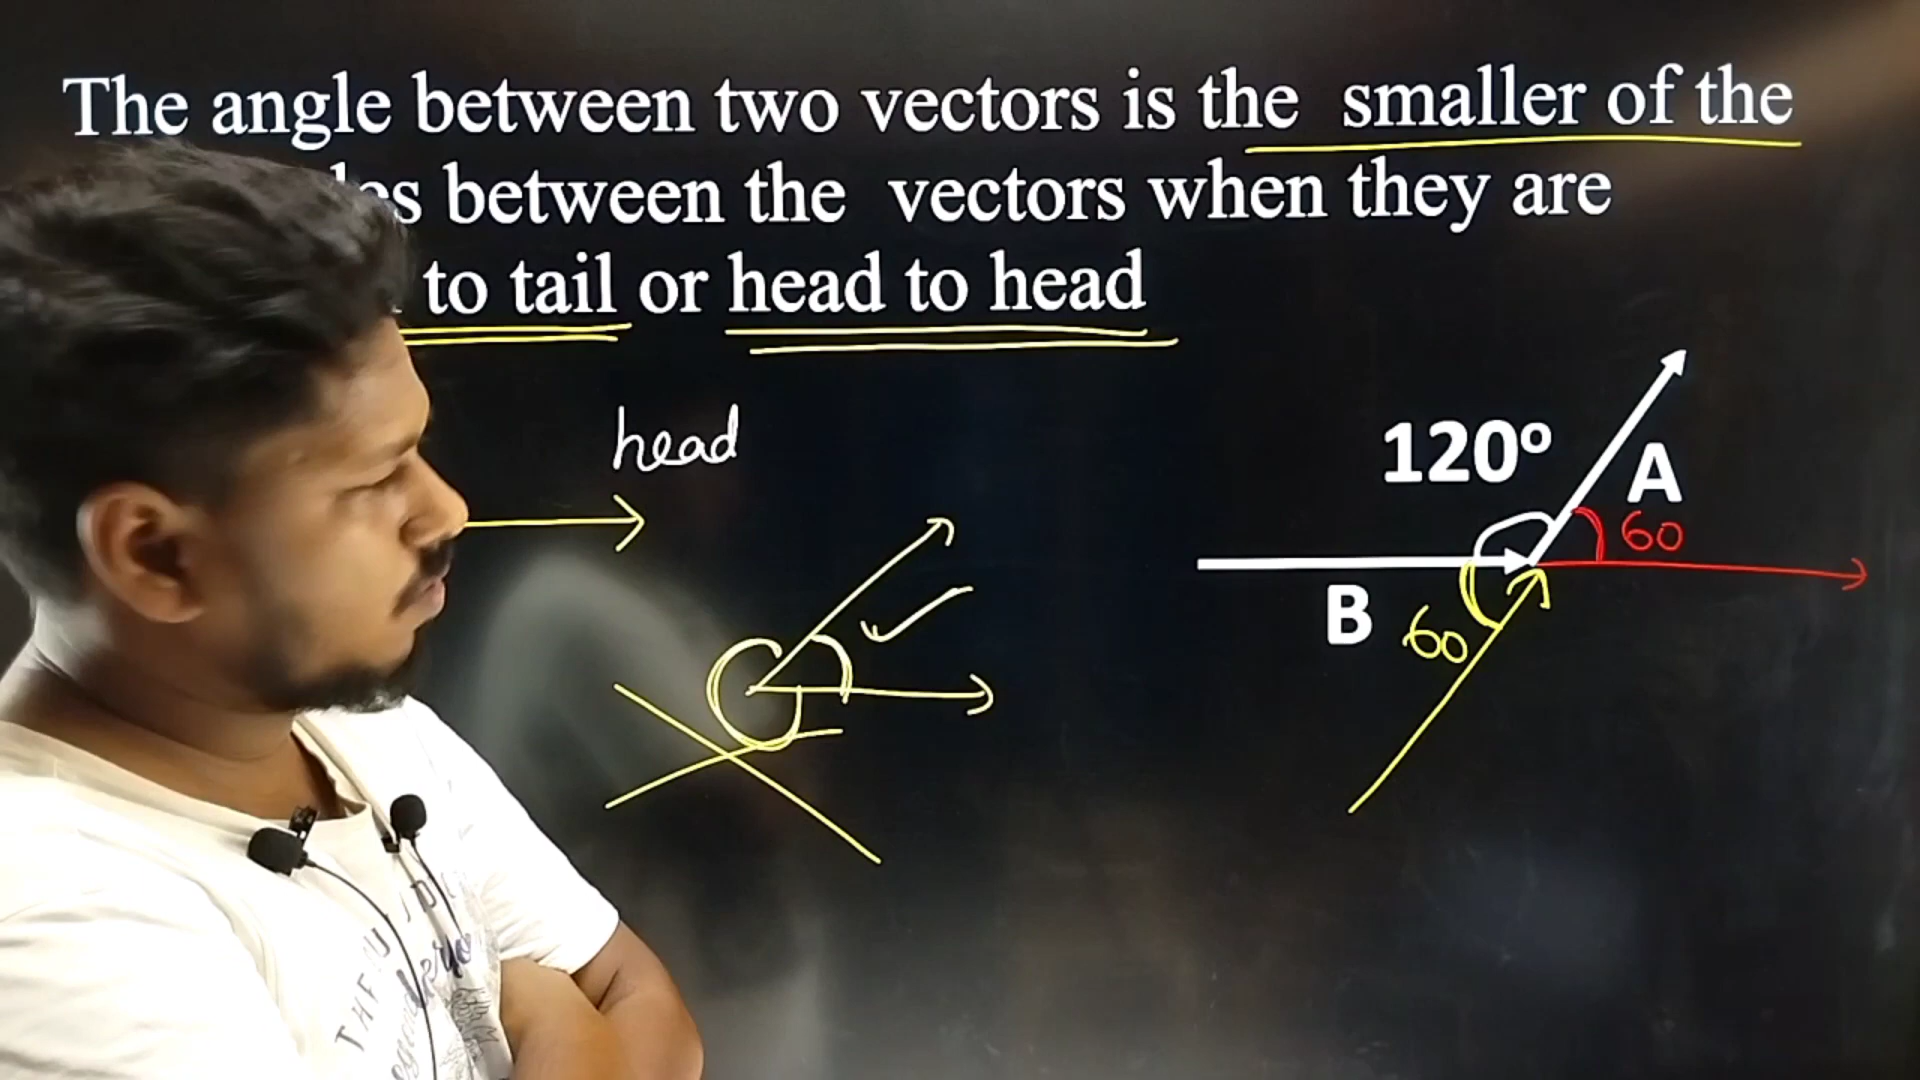 The angle between two vectors is the smaller of the
between the vectors when they are
to tail or head to head
head
120°
A
60
B
60